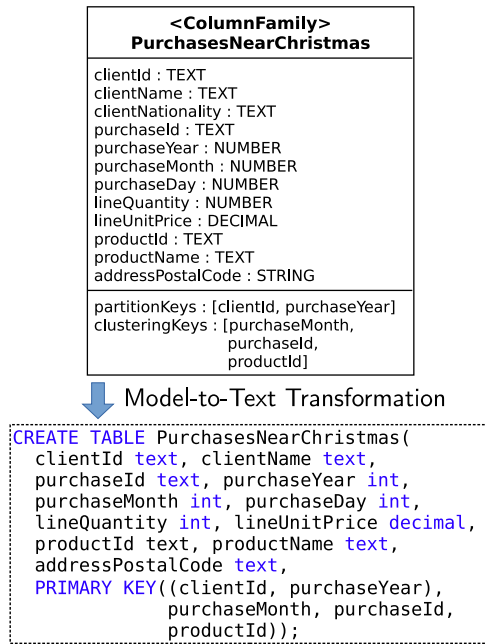 <ColumnFamily>
PurchasesNearChristmas
clientId : TEXT
clientName : TEXT
clientNationality : TEXT
purchaseId : TEXT
purchaseYear : NUMBER
purchaseMonth : NUMBER
purchaseDay : NUMBER
lineQuantity : NUMBER
lineUnitPrice : DECIMAL
productId : TEXT
productName : TEXT
addressPostalCode : STRING
partitionKeys : [clientId, purchaseYear]
clusteringKeys : [purchaseMonth,
purchaseId,
productId]
Model-to-Text Transformation
CREATE TABLE PurchasesNearChristmas(
clientId text, clientName text,
purchaseId text, purchaseYear int,
purchaseMonth int, purchaseDay int,
lineQuantity int, lineUnitPrice decimal,
productId text, productName text,
addressPostalCode text,
PRIMARY KEY((clientId, purchaseYear),
purchaseMonth, purchaseId,
productId));